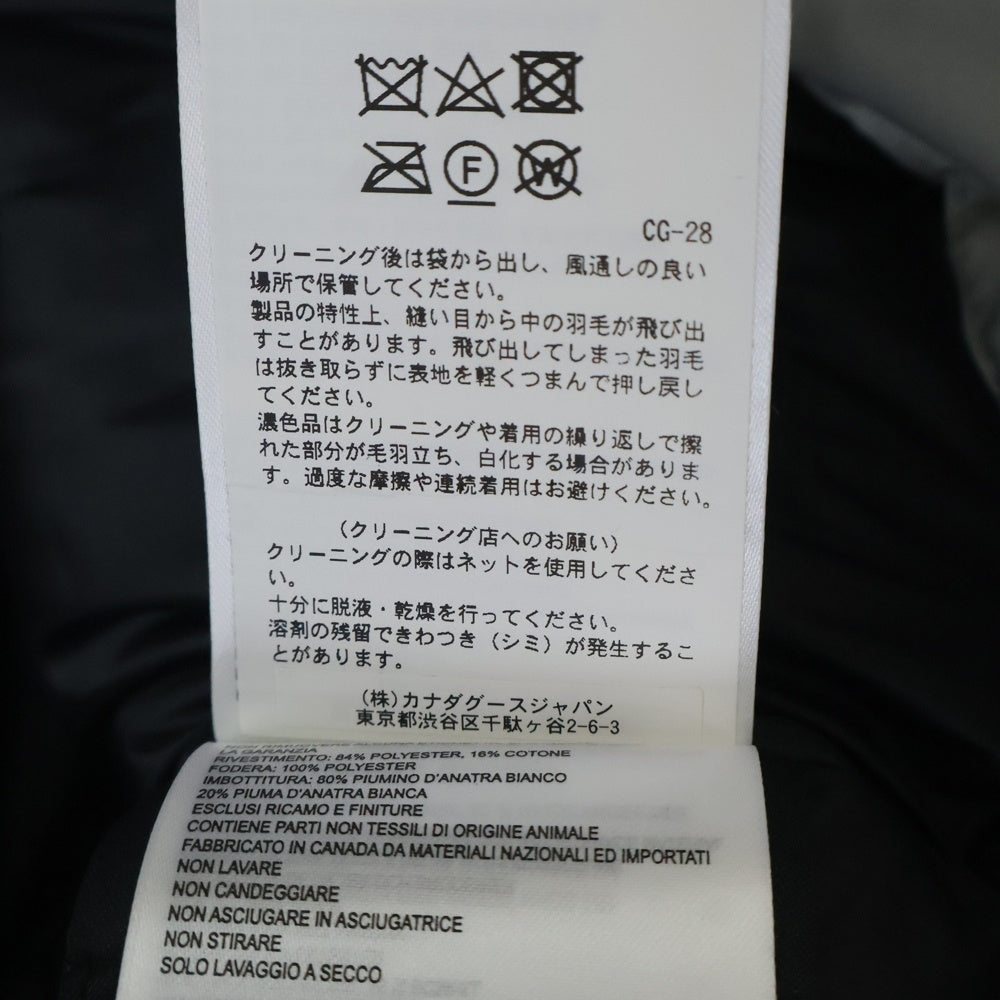 F
W
CG-28
クリーニング後は袋から出し、風通しの良い
場所で保管してください。
製品の特性上、縫い目から中の羽毛が飛び出
すことがあります。飛び出してしまった羽毛
は抜き取らずに表地を軽くつまんで押し戻し
てください。
濃色品はクリーニングや着用の繰り返しで擦
れた部分が毛羽立ち、白化する場合がありま
す。過度な摩擦や連続着用はお避けください。
(クリーニング店へのお願い)
クリーニングの際はネットを使用してくださ
い。
十分に脱液・乾燥を行ってください。
溶剤の残留できわつき(シミ)が発生するこ
とがあります。
(株)カナダグースジャパン
東京都渋谷区千駄ヶ谷2-6-3
LA GARANZIA
RIVESTIMENTO: 84% POLYESTER, 16% COTONE
FODERA: 100% POLYESTER
IMBOTTITURA: 80% PIUMINO D'ANATRA BIANCO
20% PIUMA D'ANATRA BIANCA
ESCLUSI RICAMO E FINITURE
CONTIENE PARTI NON TESSILI DI ORIGINE ANIMALE
FABBRICATO IN CANADA DA MATERIALI NAZIONALI ED IMPORTATI
NON LAVARE
NON CANDEGGIARE
NON ASCIUGARE IN ASCIUGATRICE
NON STIRARE
SOLO LAVAGGIO A SECCO